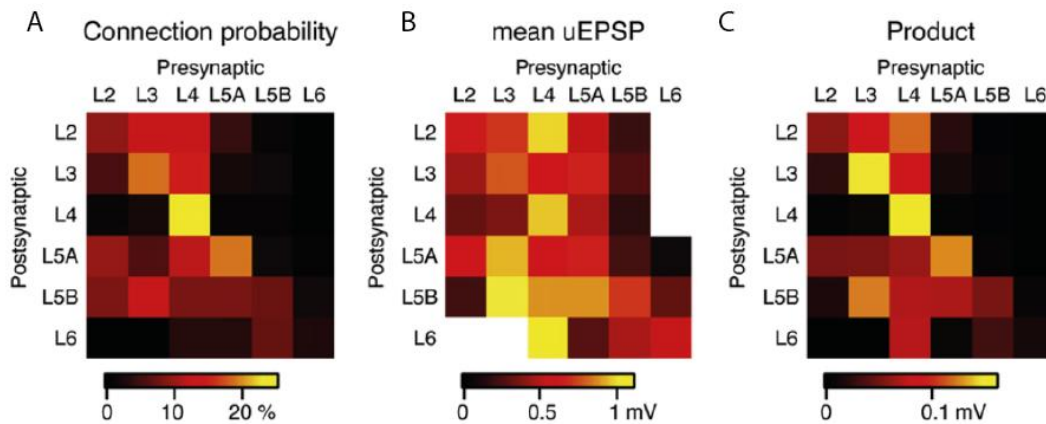 A Connection probability
Presynaptic
L2 L3 L4 L5A L5B L6
Postsynatptic
L2
L3
L4
L5A
L5B
L6
0 10 20 %
B mean uEPSP
Presynaptic
L2 L3 L4 L5A L5B L6
Postsynaptic
L2
L3
L4
L5A
L5B
L6
0 0.5 1 mV
C Product
Presynaptic
L2 L3 L4 L5A L5B L6
Postsynaptic
L2
L3
L4
L5A
L5B
L6
0 0.1 mV